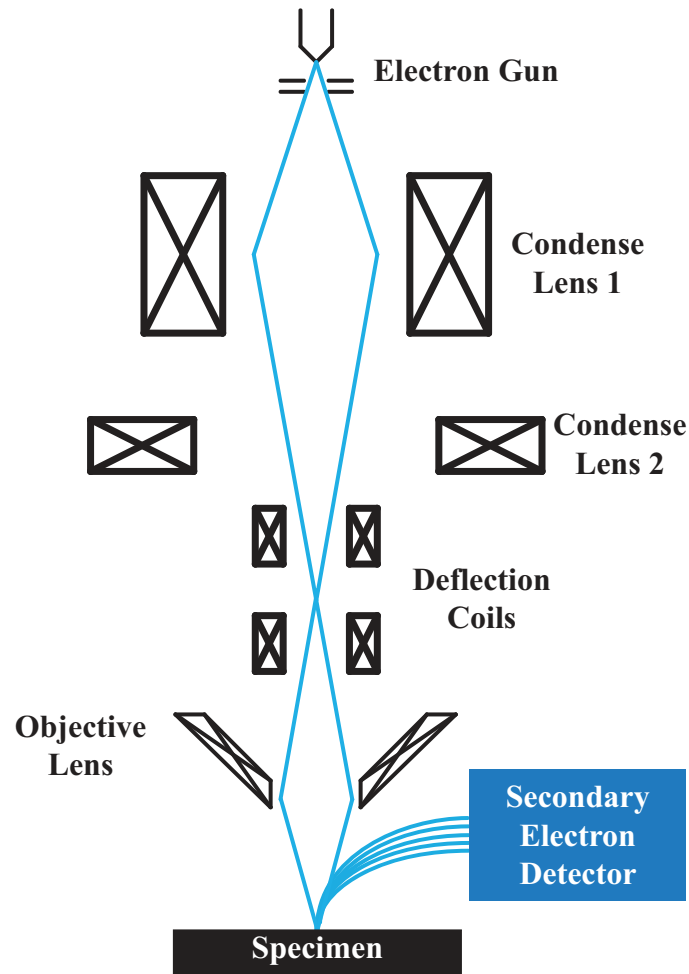 Electron Gun
Condense
Lens 1
Condense
Lens 2
Deflection
Coils
Objective
Lens
Secondary
Electron
Detector
Specimen